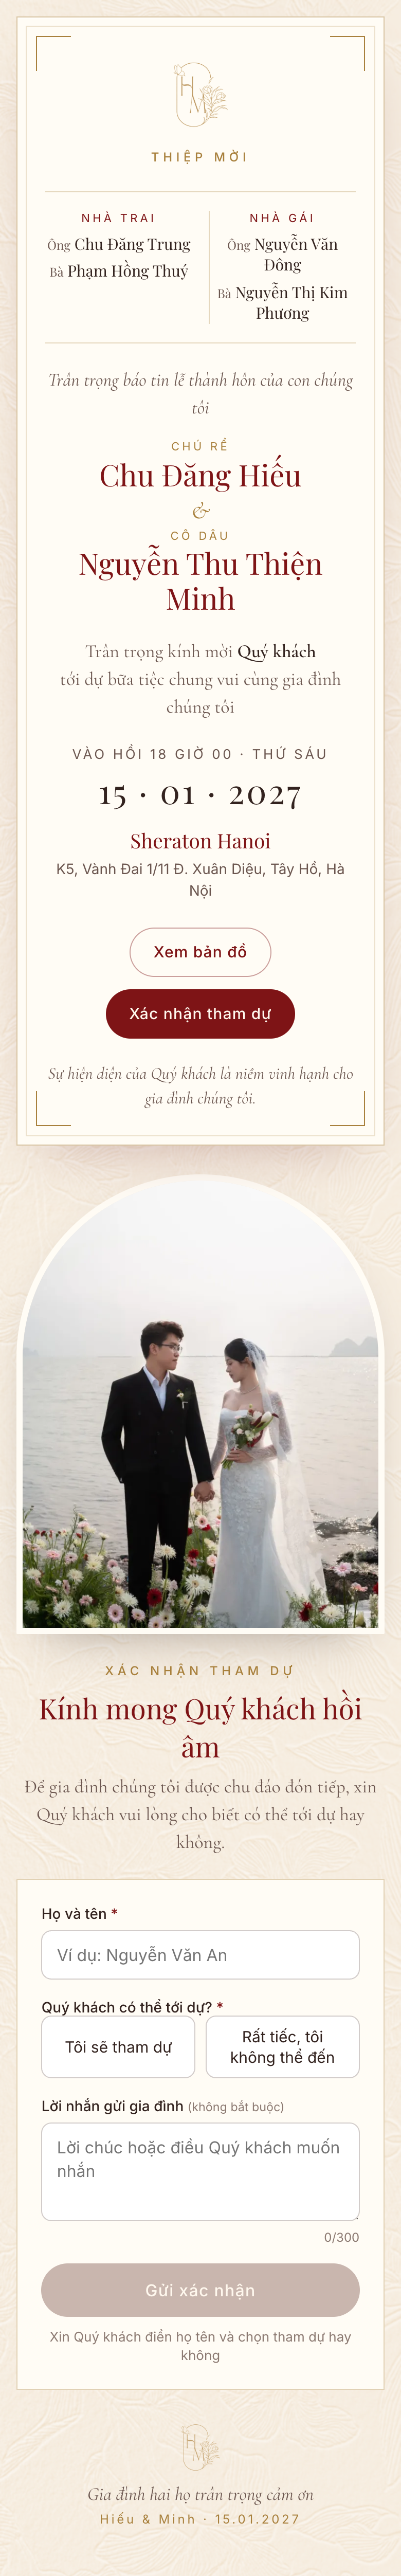 HM
THIỆP MỜI
NHÀ TRAI
Ông Chu Đăng Trung
Bà Phạm Hồng Thuý
NHÀ GÁI
Ông Nguyễn Văn
Đông
Bà Nguyễn Thị Kim
Phương
Trân trọng báo tin lễ thành hôn của con chúng
tôi
CHÚ RỂ
Chu Đăng Hiếu
&
CÔ DÂU
Nguyễn Thu Thiện
Minh
Trân trọng kính mời Quý khách
tới dự bữa tiệc chung vui cùng gia đình
chúng tôi
VÀO HỒI 18 GIỜ 00 · THỨ SÁU
15 · 01 · 2027
Sheraton Hanoi
K5, Vành Đai 1/11 Đ. Xuân Diệu, Tây Hồ, Hà
Nội
Xem bản đồ
Xác nhận tham dự
Sự hiện diện của Quý khách là niềm vinh hạnh cho
gia đình chúng tôi.
XÁC NHẬN THAM DỰ
Kính mong Quý khách hồi
âm
Để gia đình chúng tôi được chu đáo đón tiếp, xin
Quý khách vui lòng cho biết có thể tới dự hay
không.
Họ và tên *
Ví dụ: Nguyễn Văn An
Quý khách có thể tới dự? *
Tôi sẽ tham dự
Rất tiếc, tôi
không thể đến
Lời nhắn gửi gia đình (không bắt buộc)
Lời chúc hoặc điều Quý khách muốn
nhắn
0/300
Gửi xác nhận
Xin Quý khách điền họ tên và chọn tham dự hay
không
HM
Gia đình hai họ trân trọng cảm ơn
Hiếu & Minh · 15.01.2027